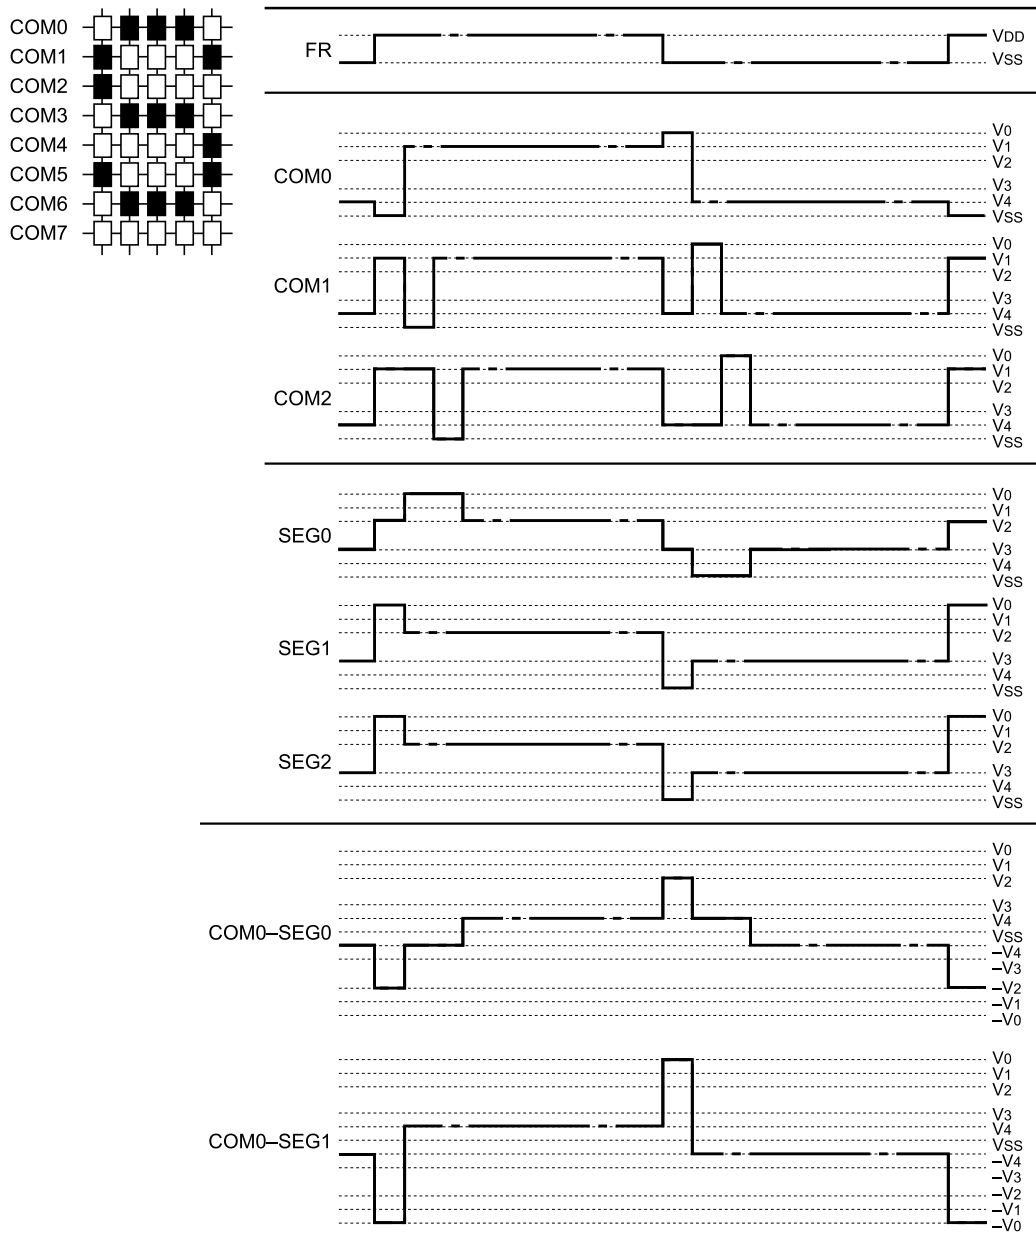 COM0
COM1
COM2
COM3
COM4
COM5
COM6
COM7
FR
VDD
VSS
COM0
V0
V1
V2
V3
V4
VSS
COM1
V0
V1
V2
V3
V4
VSS
COM2
V0
V1
V2
V3
V4
VSS
SEG0
V0
V1
V2
V3
V4
VSS
SEG1
V0
V1
V2
V3
V4
VSS
SEG2
V0
V1
V2
V3
V4
VSS
COM0–SEG0
V0
V1
V2
V3
V4
VSS
–V4
–V3
–V2
–V1
–V0
COM0–SEG1
V0
V1
V2
V3
V4
VSS
–V4
–V3
–V2
–V1
–V0